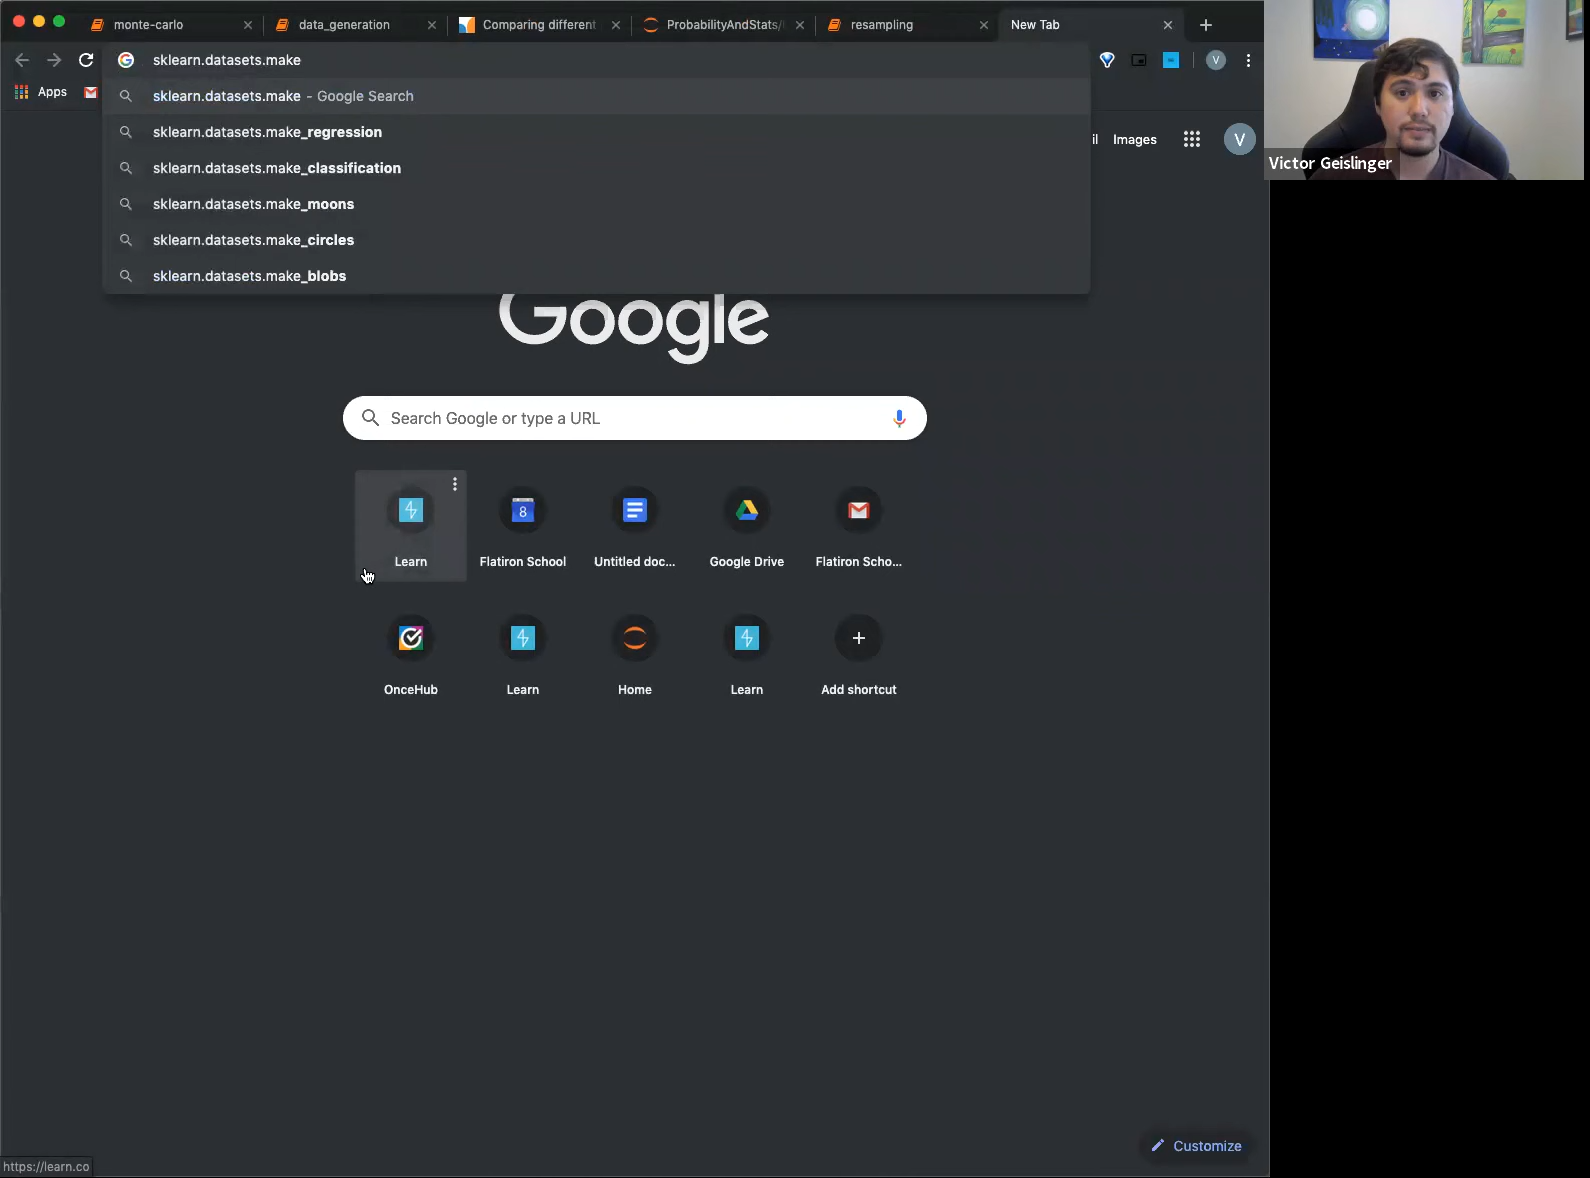 monte-carlo
data_generation
Comparing different
ProbabilityAndStats/
resampling
New Tab
sklearn.datasets.make
V
Apps
sklearn.datasets.make - Google Search
sklearn.datasets.make_regression
sklearn.datasets.make_classification
sklearn.datasets.make_moons
sklearn.datasets.make_circles
sklearn.datasets.make_blobs
il
Images
V
Victor Geislinger
Google
Search Google or type a URL
8
Learn
Flatiron School
Untitled doc...
Google Drive
Flatiron Scho...
OnceHub
Learn
Home
Learn
Add shortcut
Customize
https://learn.co